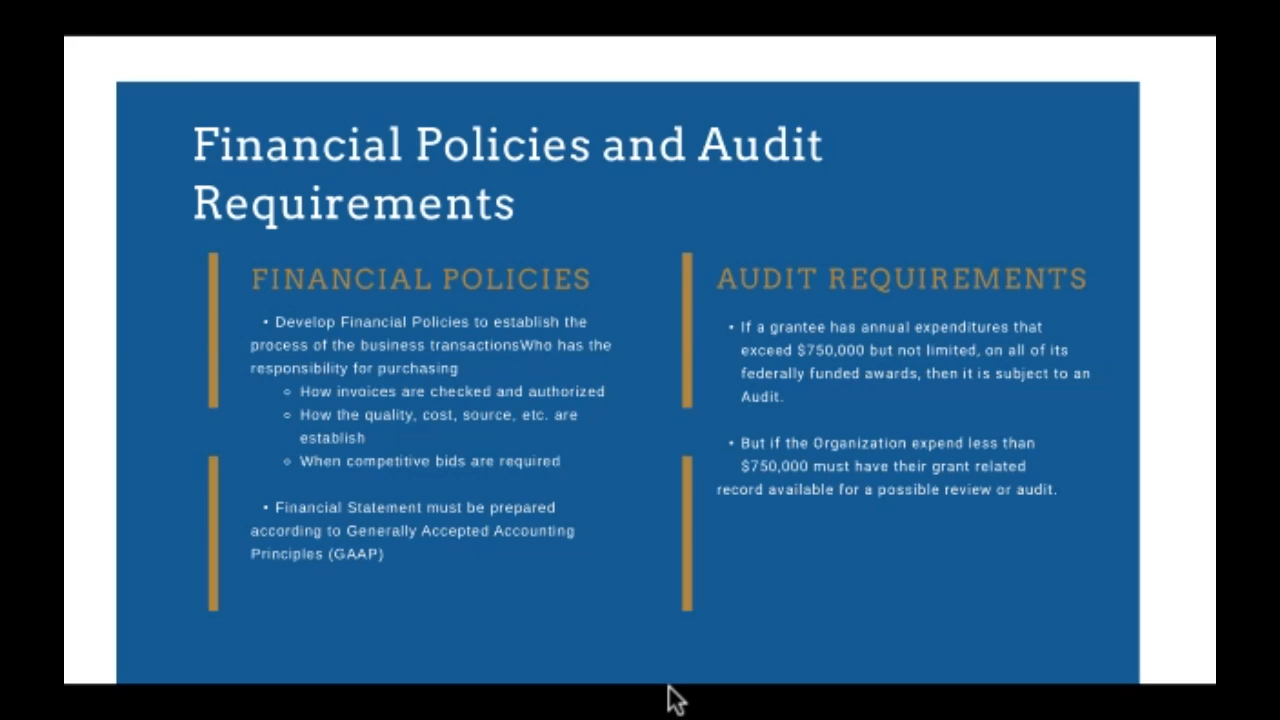 Financial Policies and Audit
Requirements
FINANCIAL POLICIES
• Develop Financial Policies to establish the
process of the business transactionsWho has the
responsibility for purchasing
◦ How invoices are checked and authorized
◦ How the quality, cost, source, etc. are
establish
◦ When competitive bids are required
• Financial Statement must be prepared
according to Generally Accepted Accounting
Principles (GAAP)
AUDIT REQUIREMENTS
• If a grantee has annual expenditures that
exceed $750,000 but not limited, on all of its
federally funded awards, then it is subject to an
Audit.
• But if the Organization expend less than
$750,000 must have their grant related
record available for a possible review or audit.